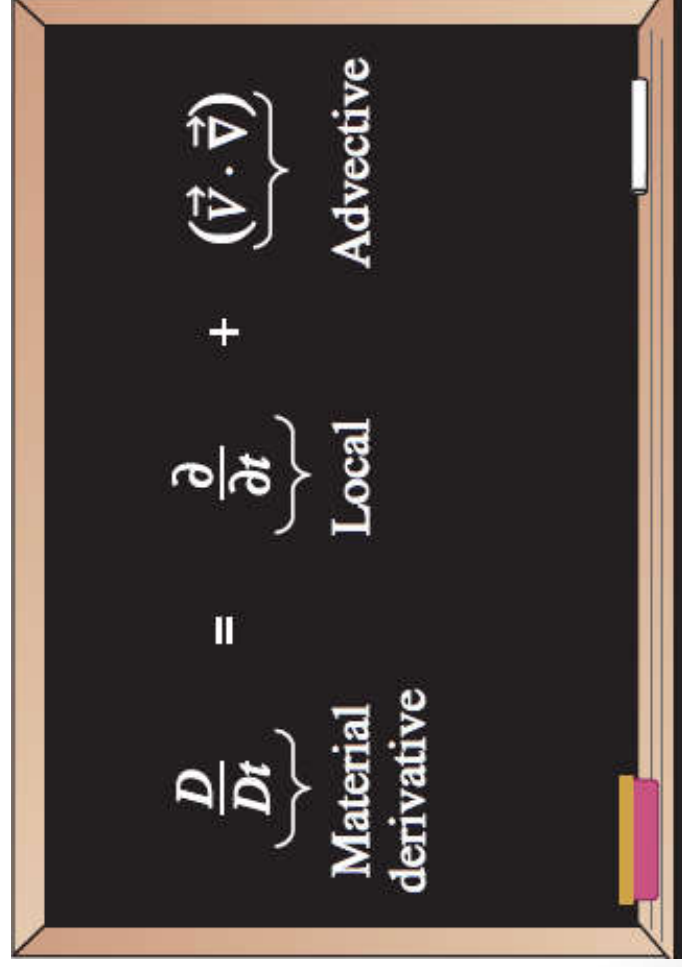 D/Dt = ∂/∂t + (V⃗ · ∇⃗)
Material derivative Local Advective